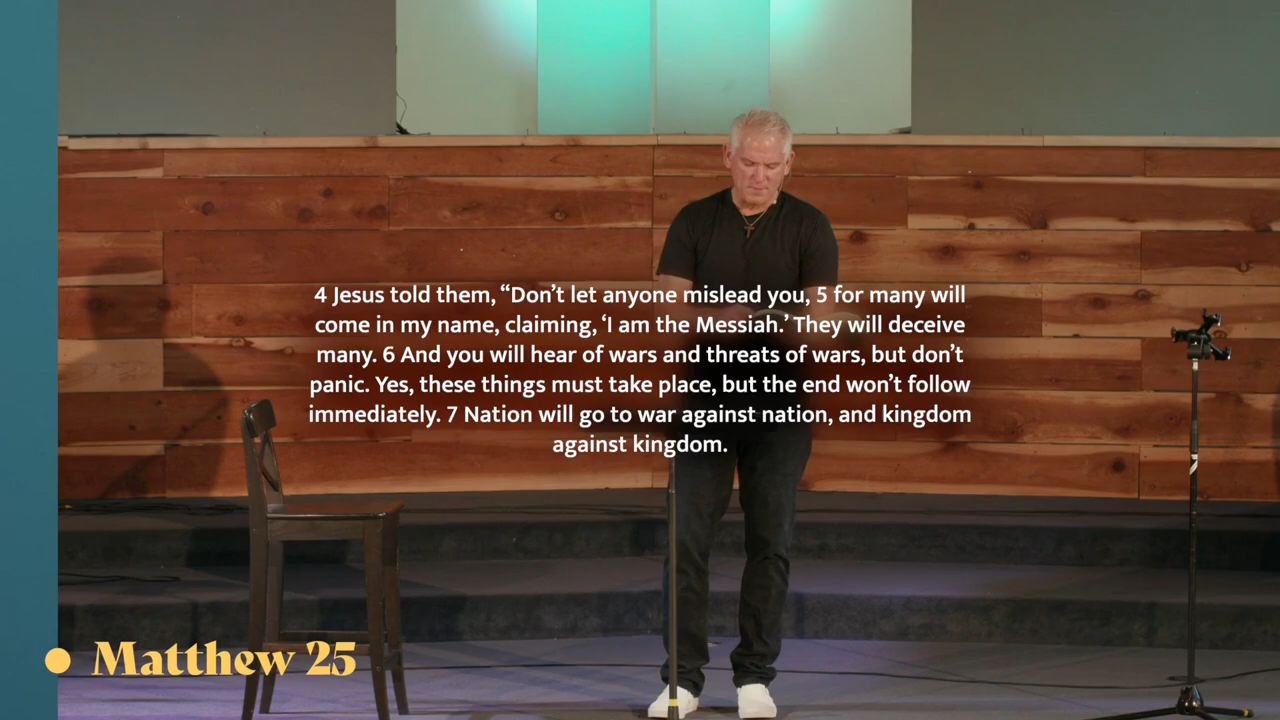 4 Jesus told them, “Don’t let anyone mislead you, 5 for many will
come in my name, claiming, ‘I am the Messiah.’ They will deceive
many. 6 And you will hear of wars and threats of wars, but don’t
panic. Yes, these things must take place, but the end won’t follow
immediately. 7 Nation will go to war against nation, and kingdom
against kingdom.
Matthew 25